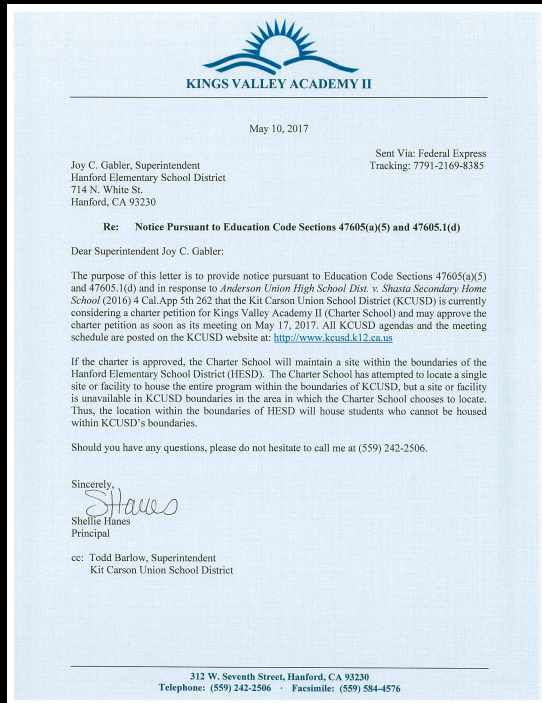 KINGS VALLEY ACADEMY II
May 10, 2017
Sent Via: Federal Express
Tracking: 7791-2169-8385
Joy C. Gabler, Superintendent
Hanford Elementary School District
714 N. White St.
Hanford, CA 93230
Re: Notice Pursuant to Education Code Sections 47605(a)(5) and 47605.1(d)
Dear Superintendent Joy C. Gabler:
The purpose of this letter is to provide notice pursuant to Education Code Sections 47605(a)(5)
and 47605.1(d) and in response to Anderson Union High School Dist. v. Shasta Secondary Home
School (2016) 4 Cal.App 5th 262 that the Kit Carson Union School District (KCUSD) is currently
considering a charter petition for Kings Valley Academy II (Charter School) and may approve the
charter petition as soon as its meeting on May 17, 2017. All KCUSD agendas and the meeting
schedule are posted on the KCUSD website at: http://www.kcusd.k12.ca.us
If the charter is approved, the Charter School will maintain a site within the boundaries of the
Hanford Elementary School District (HESD). The Charter School has attempted to locate a single
site or facility to house the entire program within the boundaries of KCUSD, but a site or facility
is unavailable in KCUSD boundaries in the area in which the Charter School chooses to locate.
Thus, the location within the boundaries of HESD will house students who cannot be housed
within KCUSD's boundaries.
Should you have any questions, please do not hesitate to call me at (559) 242-2506.
Sincerely,
SHanes
Shellie Hanes
Principal
cc: Todd Barlow, Superintendent
Kit Carson Union School District
312 W. Seventh Street, Hanford, CA 93230
Telephone: (559) 242-2506 · Facsimile: (559) 584-4576